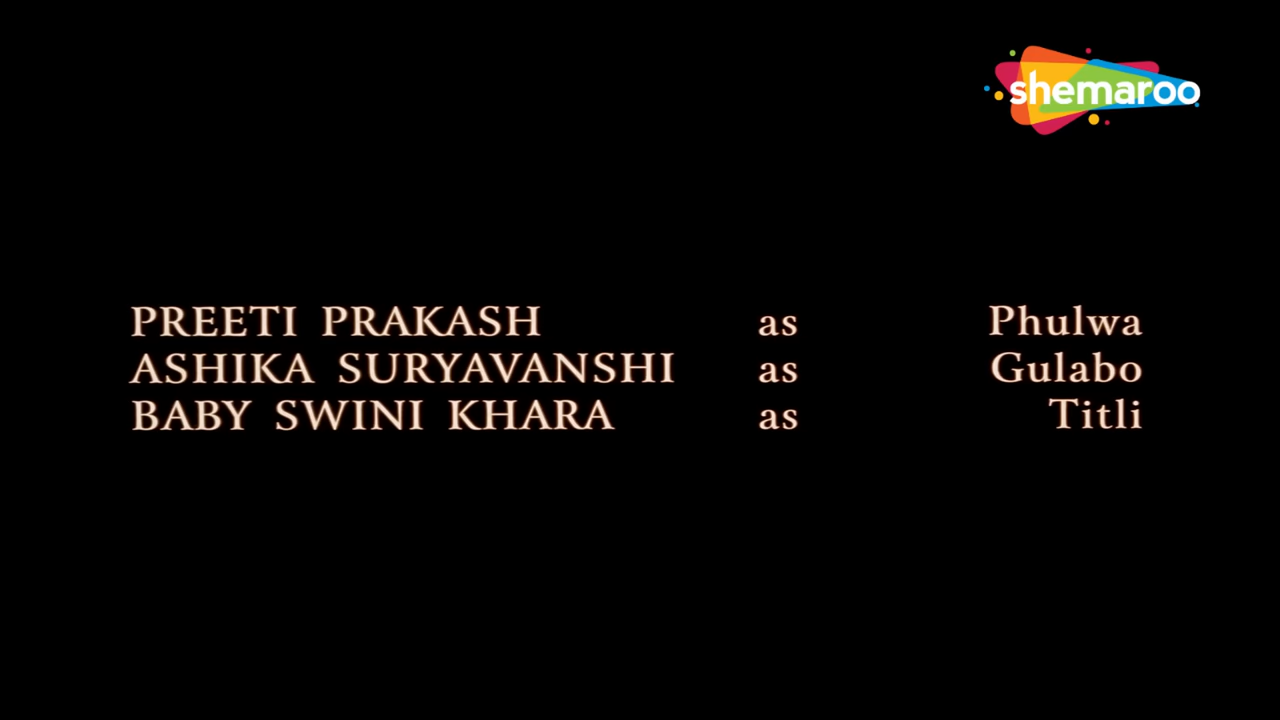 shemaroo
PREETI PRAKASH as Phulwa
ASHIKA SURYAVANSHI as Gulabo
BABY SWINI KHARA as Titli